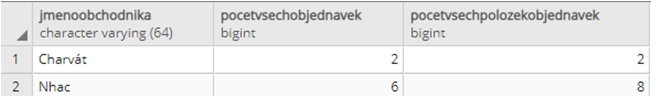 jmenoobchodnika pocetvsechobjednavek pocetvsechpolozekobjednavek
character varying (64) bigint bigint
1 Charvát 2 2
2 Nhac 6 8